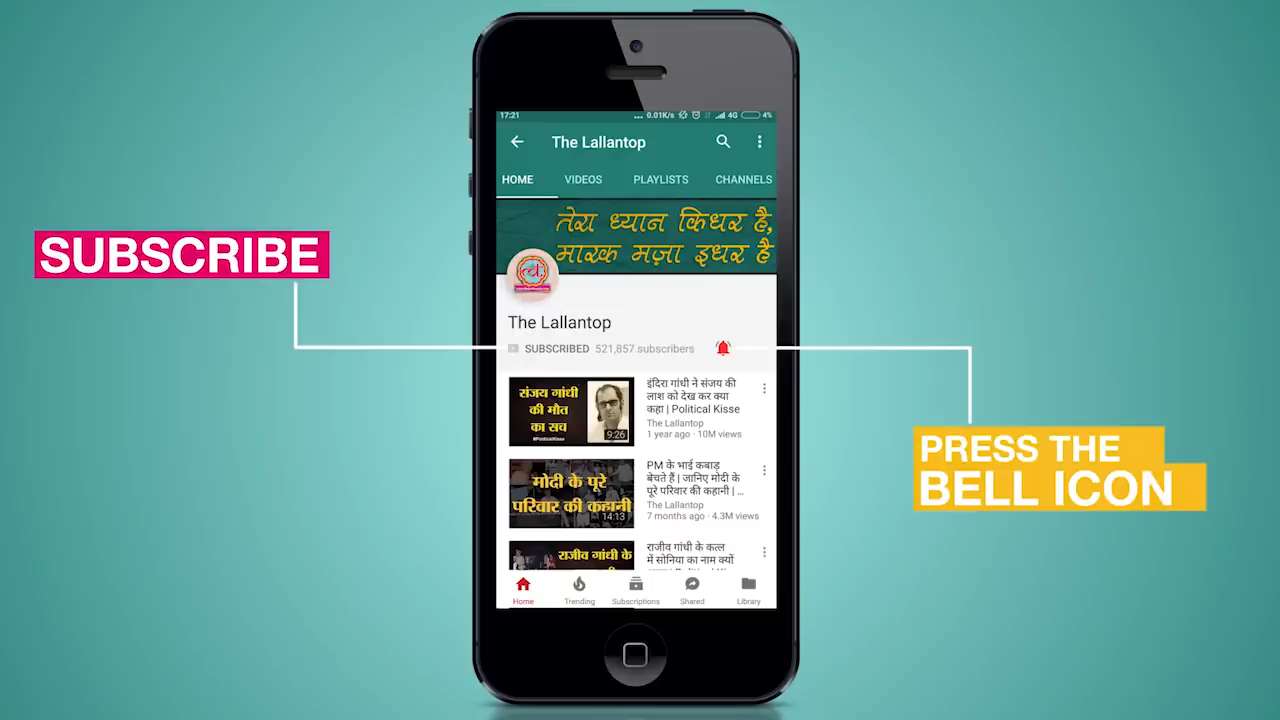 17:21
... 0.01K/s 4G 4%
The Lallantop
HOME VIDEOS PLAYLISTS CHANNELS
तेरा ध्यान किधर है,
मारक मज़ा इधर है
SUBSCRIBE
The Lallantop
SUBSCRIBED 521,857 subscribers
संजय गांधी
की मौत
का सच
#PoliticalKisse
9:26
इंदिरा गांधी ने संजय की
लाश को देख कर क्या
कहा | Political Kisse
The Lallantop
1 year ago · 10M views
मोदी के पूरे
परिवार की कहानी
14:13
PM के भाई कबाड़
बेचते हैं | जानिए मोदी के
पूरे परिवार की कहानी | ...
The Lallantop
7 months ago · 4.3M views
राजीव गांधी के
राजीव गांधी के कत्ल
में सोनिया का नाम क्यों
PRESS THE
BELL ICON
Home Trending Subscriptions Shared Library